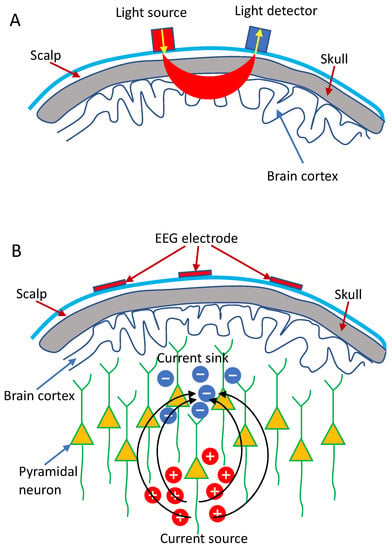 A
Light source
Light detector
Scalp
Skull
Brain cortex
B
EEG electrode
Scalp
Skull
Current sink
Brain cortex
Pyramidal
neuron
Current source